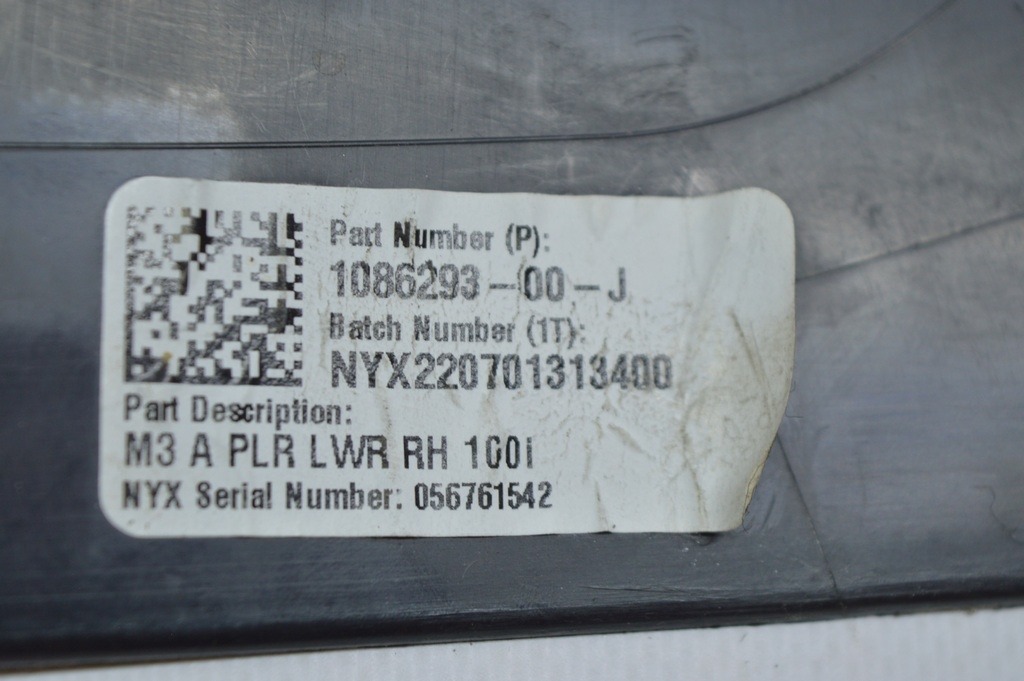 Part Number (P):
1086293-00-J
Batch Number (1T):
NYX220701313400
Part Description:
M3 A PLR LWR RH 100i
NYX Serial Number: 056761542